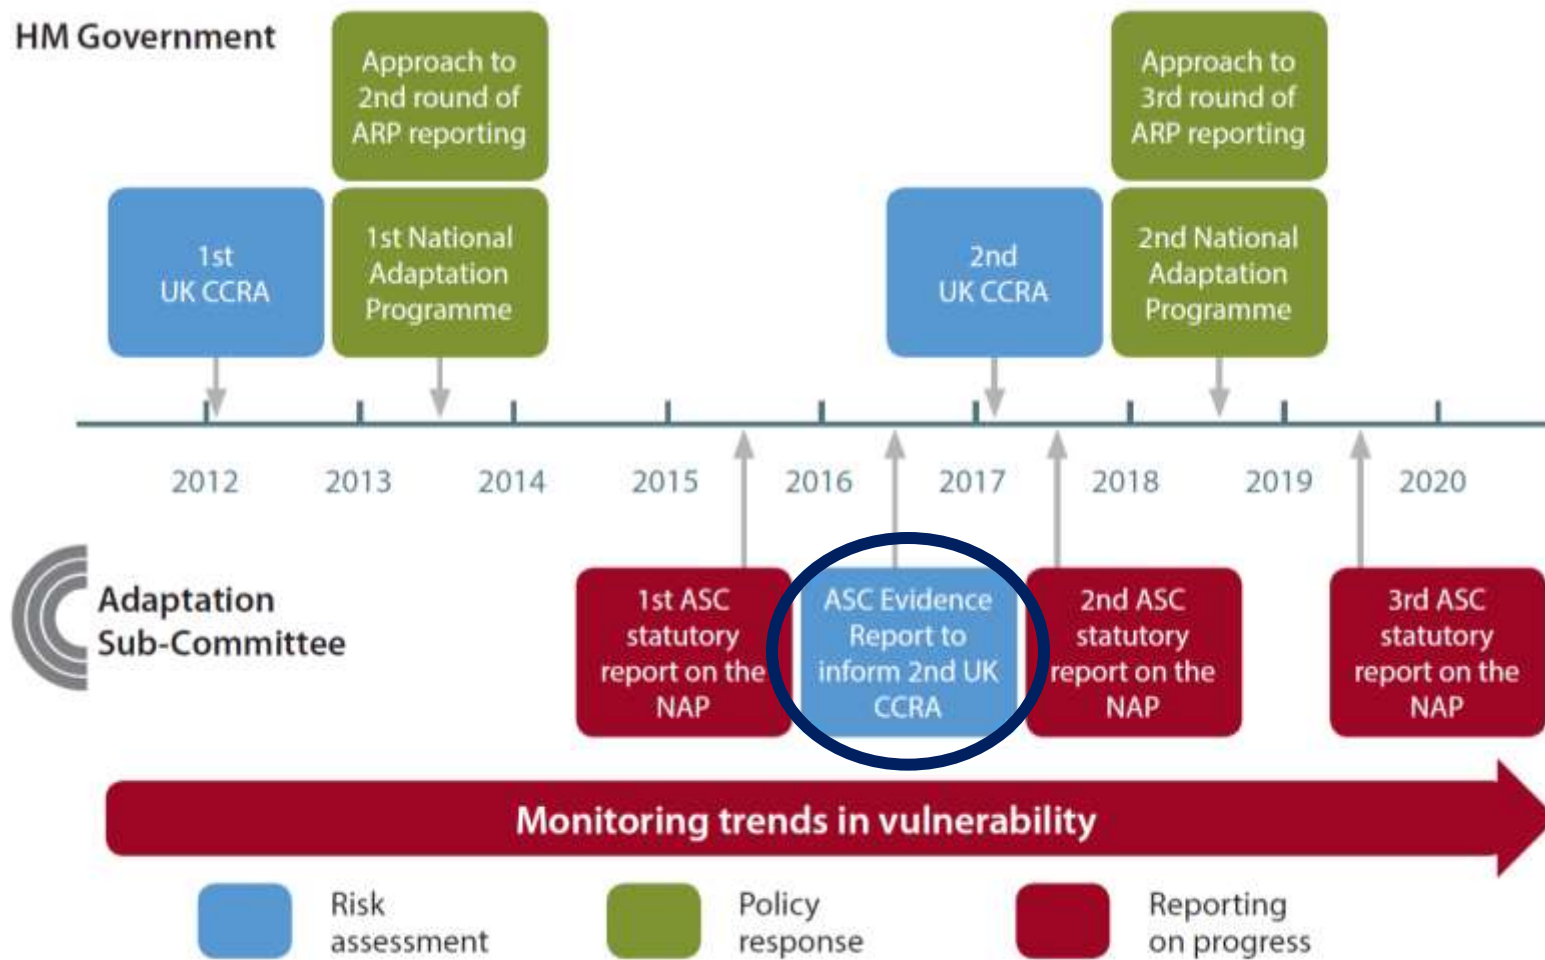 HM Government
Approach to
2nd round of
ARP reporting
Approach to
3rd round of
ARP reporting
1st
UK CCRA
1st National
Adaptation
Programme
2nd
UK CCRA
2nd National
Adaptation
Programme
2012
2013
2014
2015
2016
2017
2018
2019
2020
Adaptation
Sub-Committee
1st ASC
statutory
report on the
NAP
ASC Evidence
Report to
inform 2nd UK
CCRA
2nd ASC
statutory
report on the
NAP
3rd ASC
statutory
report on the
NAP
Monitoring trends in vulnerability
Risk
assessment
Policy
response
Reporting
on progress